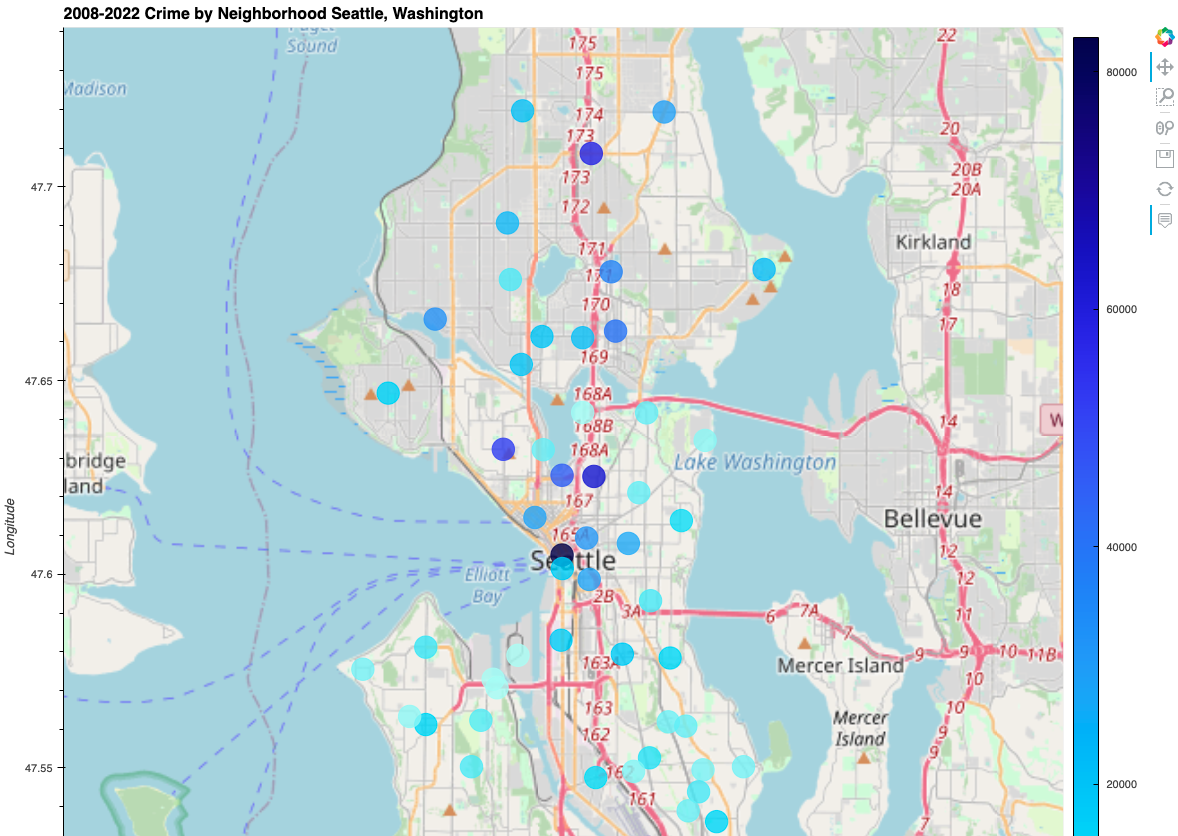 2008-2022 Crime by Neighborhood Seattle, Washington
Puget
Sound
175
22
175
80000
Madison
174
173
20
20B
173
20A
47.7
172
Kirkland
171
171
18
170
60000
17
169
47.65
168A
14
168B
W
168A
bridge
land
Lake Washington
14
167
Bellevue
Longitude
165A
12
40000
Seattle
47.6
Elliott
Bay
12
2B
3A
6
7A
11
7
9
9
10
11B
163A
Mercer Island
10
163
10
Mercer
Island
162
9
9
47.55
162
20000
161
7